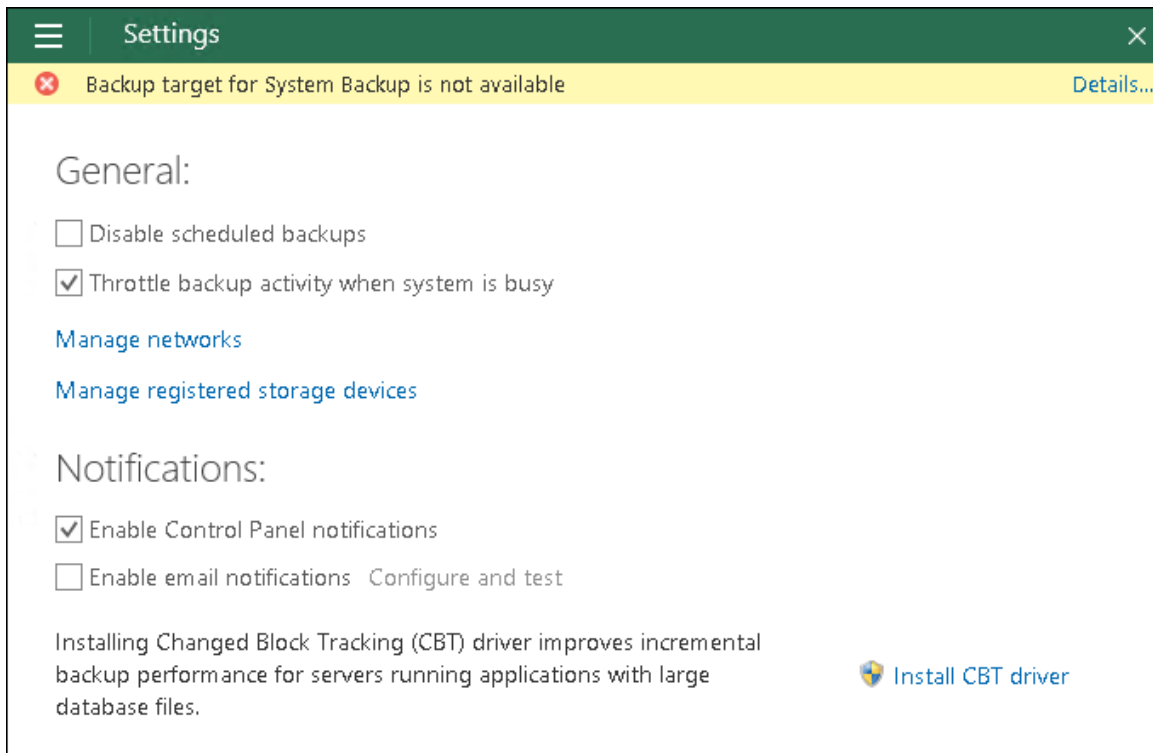 Settings
Backup target for System Backup is not available Details...
General:
Disable scheduled backups
Throttle backup activity when system is busy
Manage networks
Manage registered storage devices
Notifications:
Enable Control Panel notifications
Enable email notifications Configure and test
Installing Changed Block Tracking (CBT) driver improves incremental
backup performance for servers running applications with large
database files.
Install CBT driver